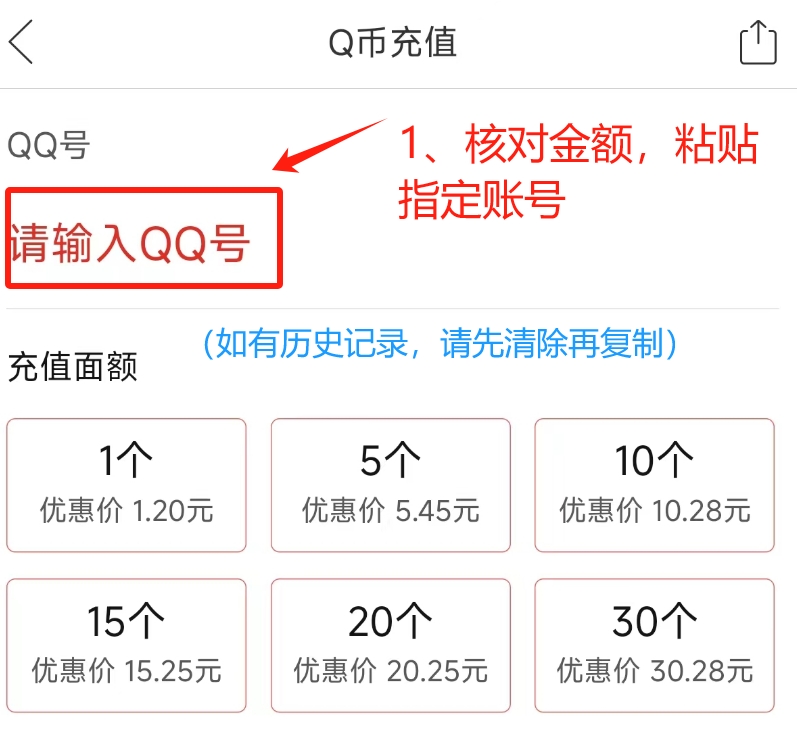 Q币充值
QQ号
1、核对金额，粘贴
指定账号
请输入QQ号
（如有历史记录，请先清除再复制）
充值面额
1个
优惠价 1.20元
5个
优惠价 5.45元
10个
优惠价 10.28元
15个
优惠价 15.25元
20个
优惠价 20.25元
30个
优惠价 30.28元